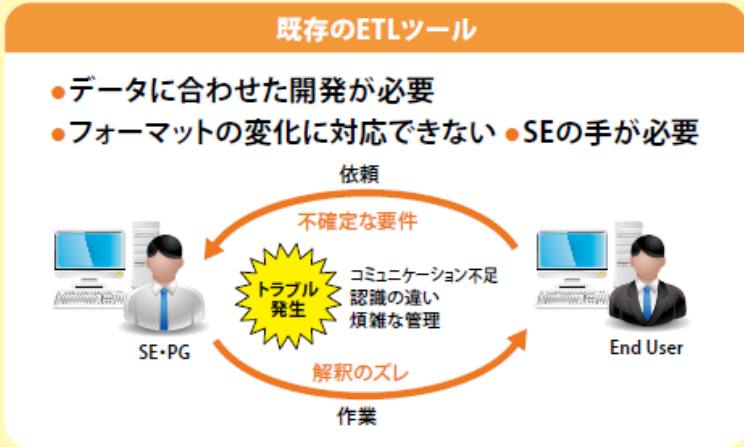 既存のETLツール
●データに合わせた開発が必要
●フォーマットの変化に対応できない ●SEの手が必要
依頼
不確定な要件
トラブル
発生
コミュニケーション不足
認識の違い
煩雑な管理
SE・PG
End User
解釈のズレ
作業